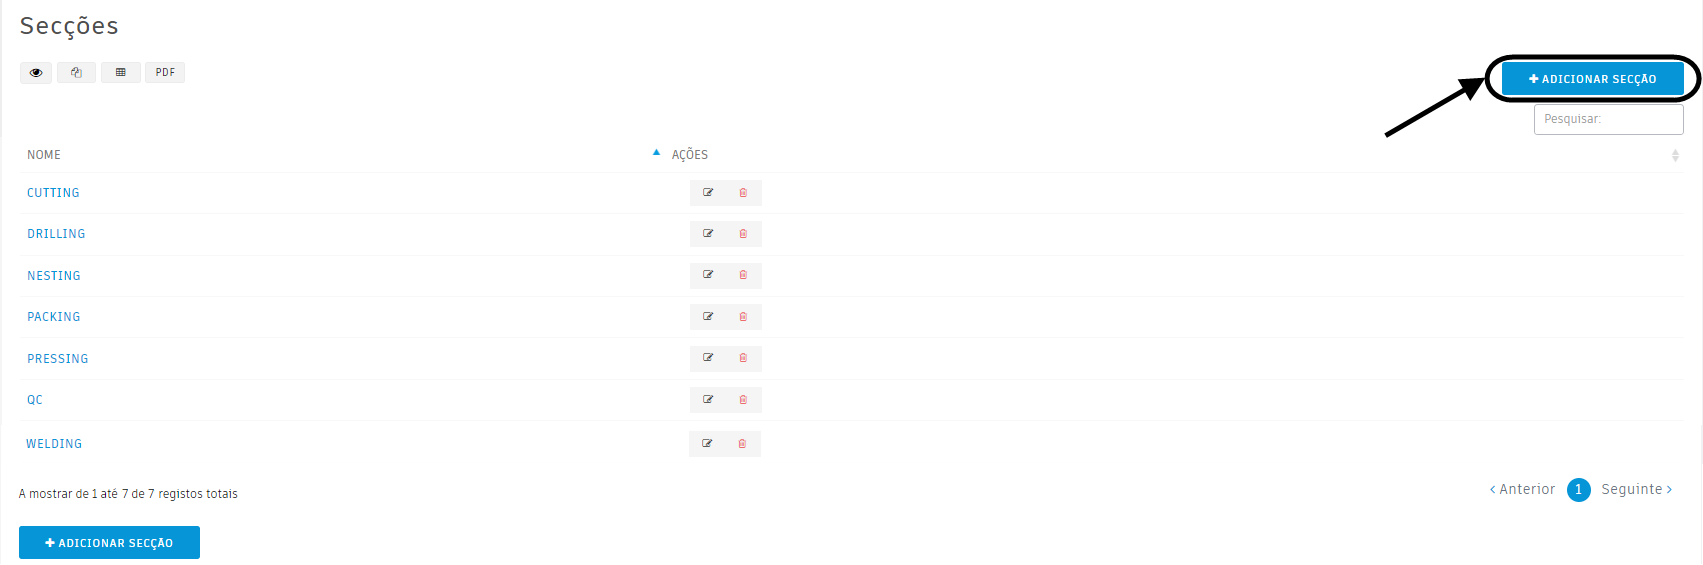 Secções
PDF
ADICIONAR SECÇÃO
Pesquisar:
NOME AÇÕES
CUTTING
DRILLING
NESTING
PACKING
PRESSING
QC
WELDING
A mostrar de 1 até 7 de 7 registos totais
Anterior 1 Seguinte
ADICIONAR SECÇÃO